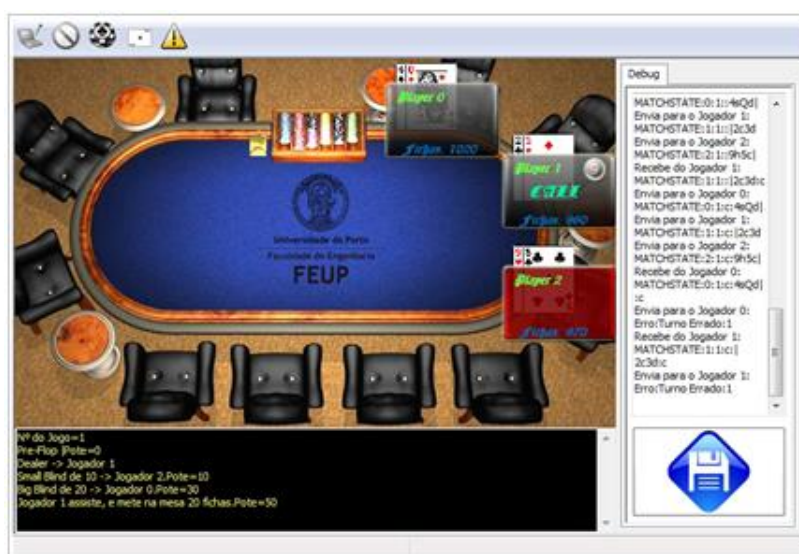 Player 0
Fichas. 1000
Player 1
CALL
Fichas. 980
Player 2
Fichas. 970
Universidade do Porto
Faculdade de Engenharia
FEUP
Debug
MATCHSTATE:0:1:::4sQd|
Envia para o Jogador 1:
MATCHSTATE:1:1:::|2c3d
Envia para o Jogador 2:
MATCHSTATE:2:1:::9h5c|
Recebe do Jogador 1:
MATCHSTATE:1:1:::|2c3d:c
Envia para o Jogador 0:
MATCHSTATE:0:1:c:4sQd|
Envia para o Jogador 1:
MATCHSTATE:1:1:c:|2c3d
Envia para o Jogador 2:
MATCHSTATE:2:1:c:9h5c|
Recebe do Jogador 0:
MATCHSTATE:0:1:c:4sQd|
:c
Envia para o Jogador 0:
Erro:Turno Errado:1
Recebe do Jogador 1:
MATCHSTATE:1:1:c:|
2c3d:c
Envia para o Jogador 1:
Erro:Turno Errado:1
Nº do Jogo=1
Pre-Flop |Pote=0
Dealer -> Jogador 1
Small Blind de 10 -> Jogador 2.Pote=10
Big Blind de 20 -> Jogador 0.Pote=30
Jogador 1 assiste, e mete na mesa 20 fichas.Pote=50